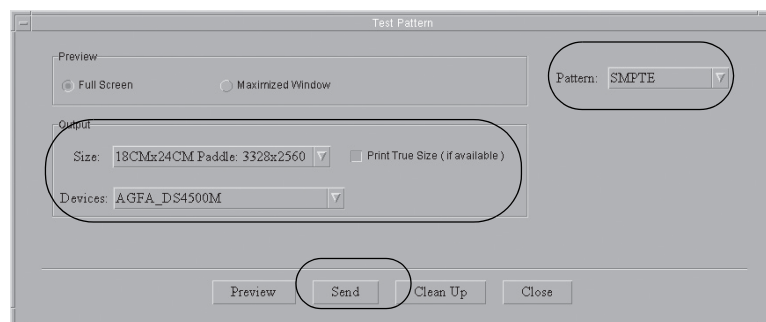 Test Pattern
Preview
Full Screen Maximized Window
Pattern: SMPTE
Output
Size: 18CMx24CM Paddle: 3328x2560 Print True Size ( if available )
Devices: AGFA_DS4500M
Preview Send Clean Up Close